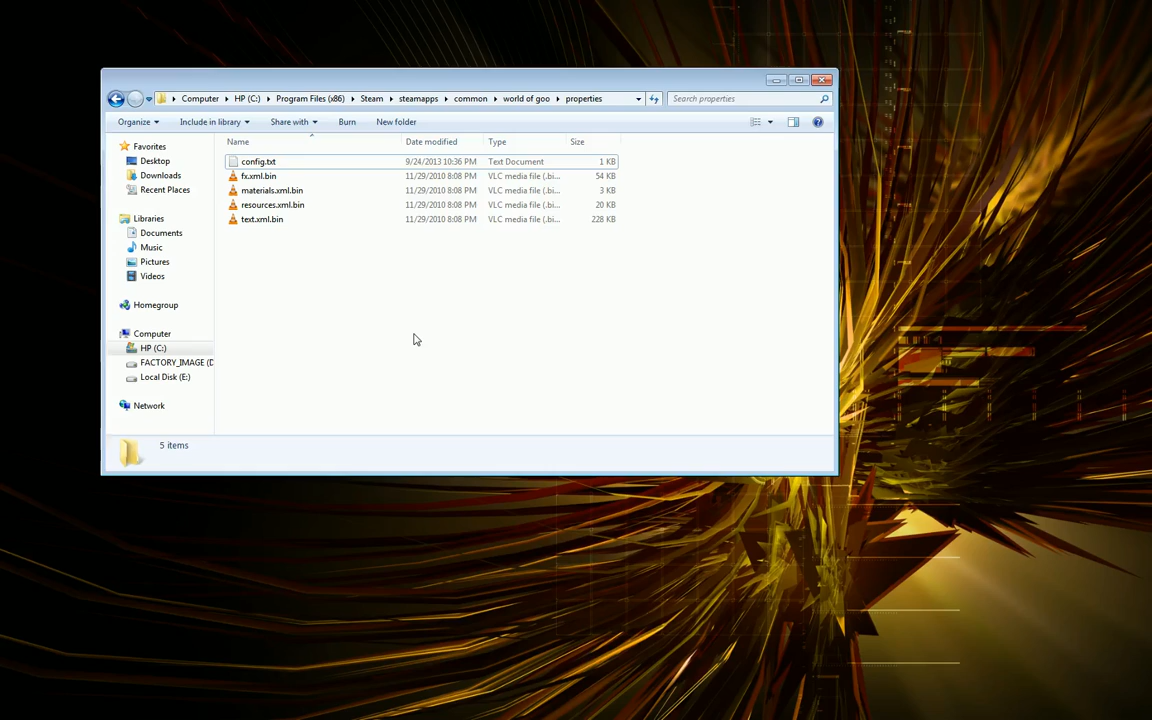 Computer HP (C:) Program Files (x86) Steam steamapps common world of goo properties Search properties
Organize Include in library Share with Burn New folder
Name Date modified Type Size
Favorites
Desktop
Downloads
Recent Places
Libraries
Documents
Music
Pictures
Videos
Homegroup
Computer
HP (C:)
FACTORY_IMAGE (D
Local Disk (E:)
Network
config.txt 9/24/2013 10:36 PM Text Document 1 KB
fx.xml.bin 11/29/2010 8:08 PM VLC media file (.bi... 54 KB
materials.xml.bin 11/29/2010 8:08 PM VLC media file (.bi... 3 KB
resources.xml.bin 11/29/2010 8:08 PM VLC media file (.bi... 20 KB
text.xml.bin 11/29/2010 8:08 PM VLC media file (.bi... 228 KB
5 items